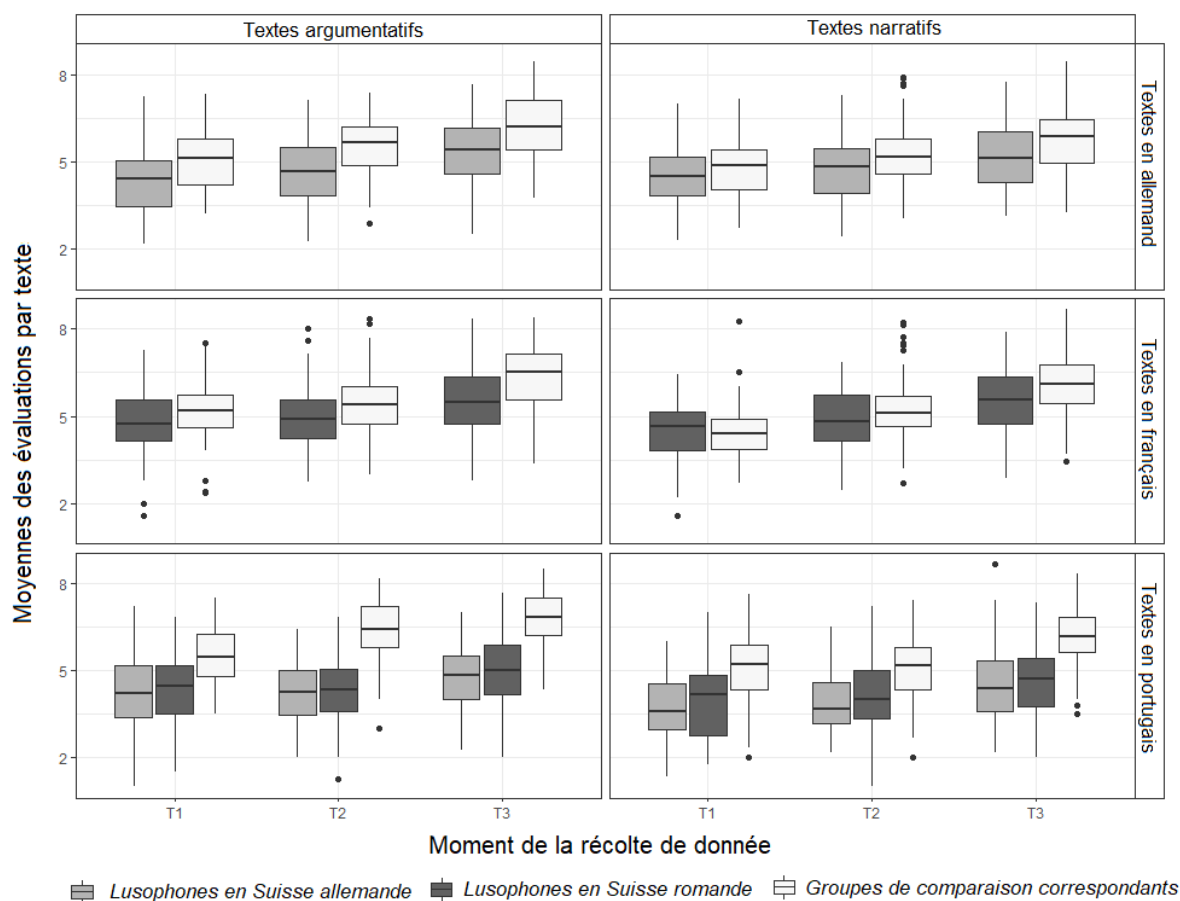 Textes argumentatifs
Textes narratifs
8
5
2
Textes en allemand
8
5
2
Textes en français
8
5
2
Textes en portugais
Moyennes des évaluations par texte
T1
T2
T3
T1
T2
T3
Moment de la récolte de donnée
Lusophones en Suisse allemande
Lusophones en Suisse romande
Groupes de comparaison correspondants